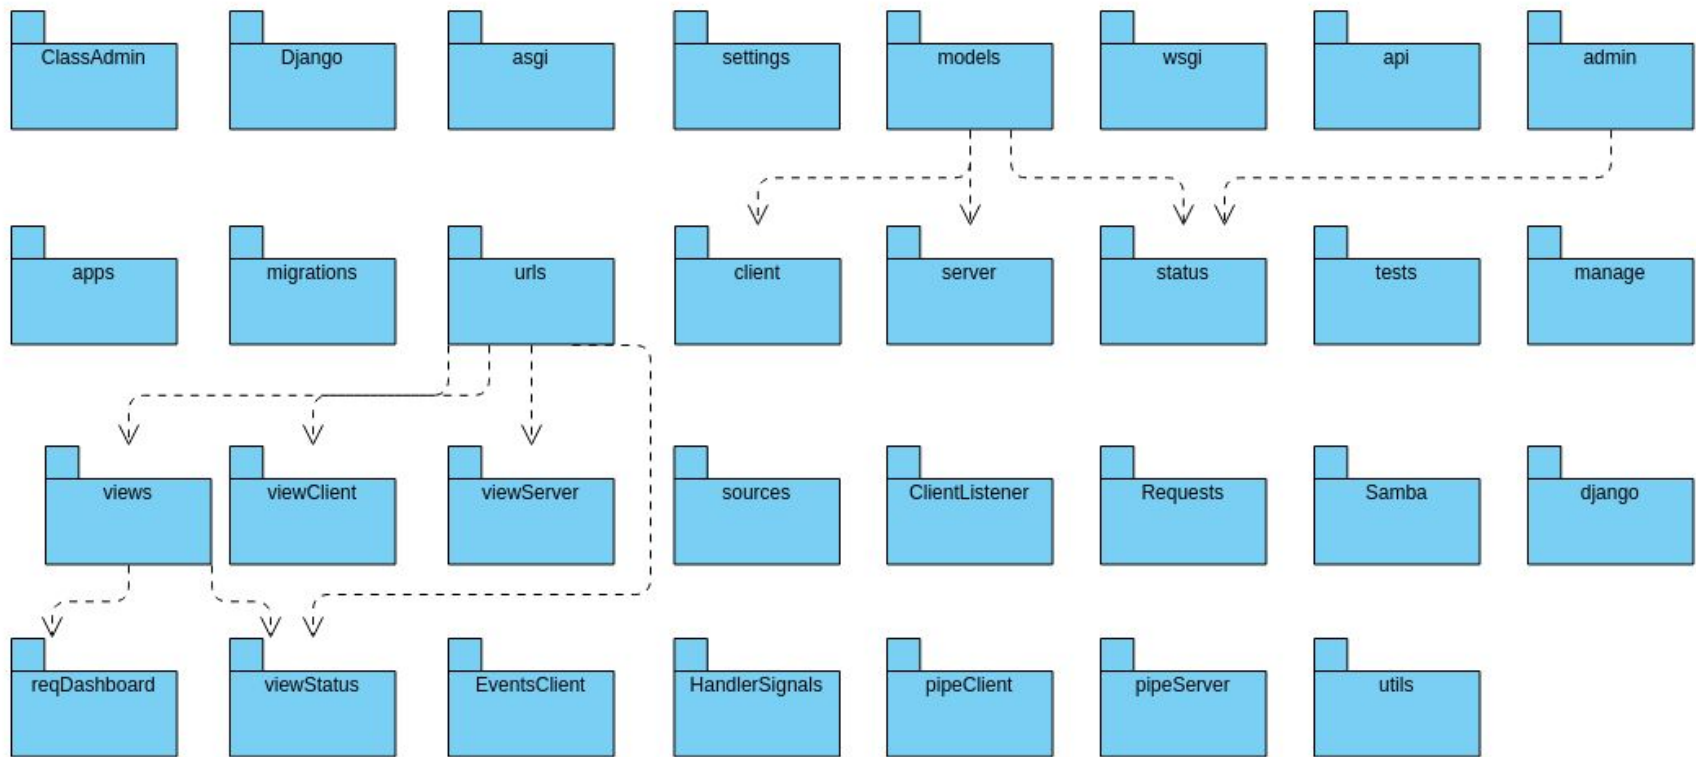 ClassAdmin
Django
asgi
settings
models
wsgi
api
admin
apps
migrations
urls
client
server
status
tests
manage
views
viewClient
viewServer
sources
ClientListener
Requests
Samba
django
reqDashboard
viewStatus
EventsClient
HandlerSignals
pipeClient
pipeServer
utils